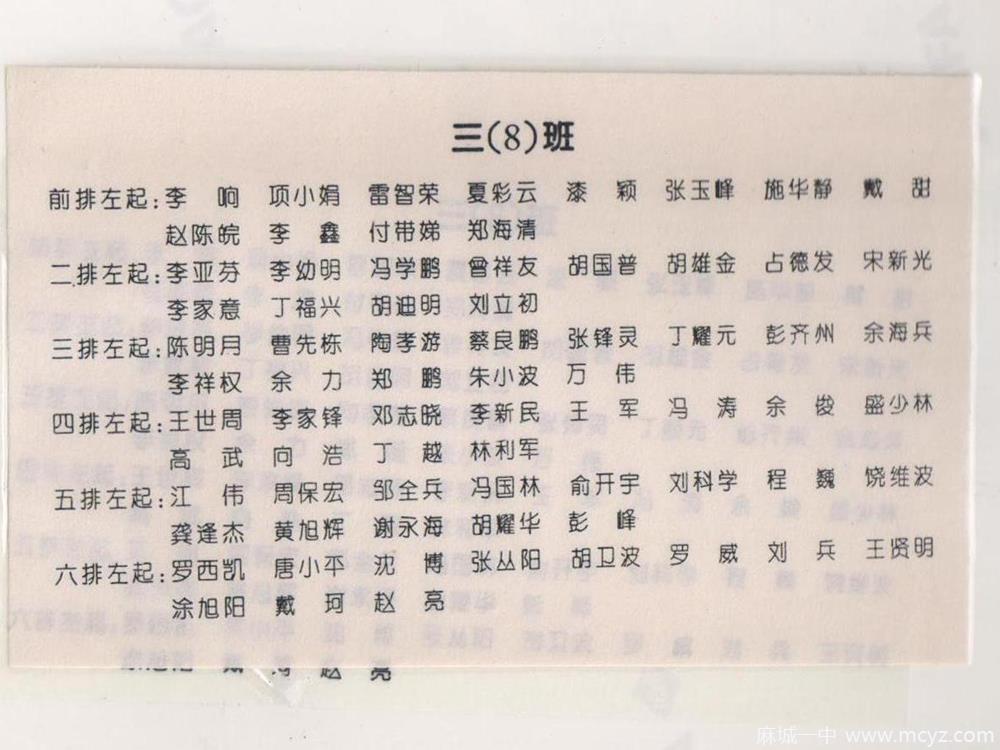 三(8)班
前排左起:李 响 项小娟 雷智荣 夏彩云 漆 颖 张玉峰 施华静 戴 甜
赵陈皖 李 鑫 付带娣 郑海清
二排左起:李亚芬 李幼明 冯学鹏 曾祥友 胡国普 胡雄金 占德发 宋新光
李家意 丁福兴 胡迪明 刘立初
三排左起:陈明月 曹先栋 陶孝游 蔡良鹏 张锋灵 丁耀元 彭齐州 余海兵
李祥权 余 力 郑 鹏 朱小波 万 伟
四排左起:王世周 李家锋 邓志晓 李新民 王 军 冯 涛 余 俊 盛少林
高 武 向 浩 丁 越 林利军
五排左起:江 伟 周保宏 邹全兵 冯国林 俞开宇 刘科学 程 巍 饶维波
龚逢杰 黄旭辉 谢永海 胡耀华 彭 峰
六排左起:罗西凯 唐小平 沈 博 张丛阳 胡卫波 罗 威 刘 兵 王贤明
涂旭阳 戴 珂 赵 亮
麻城一中 www.mcyz.com